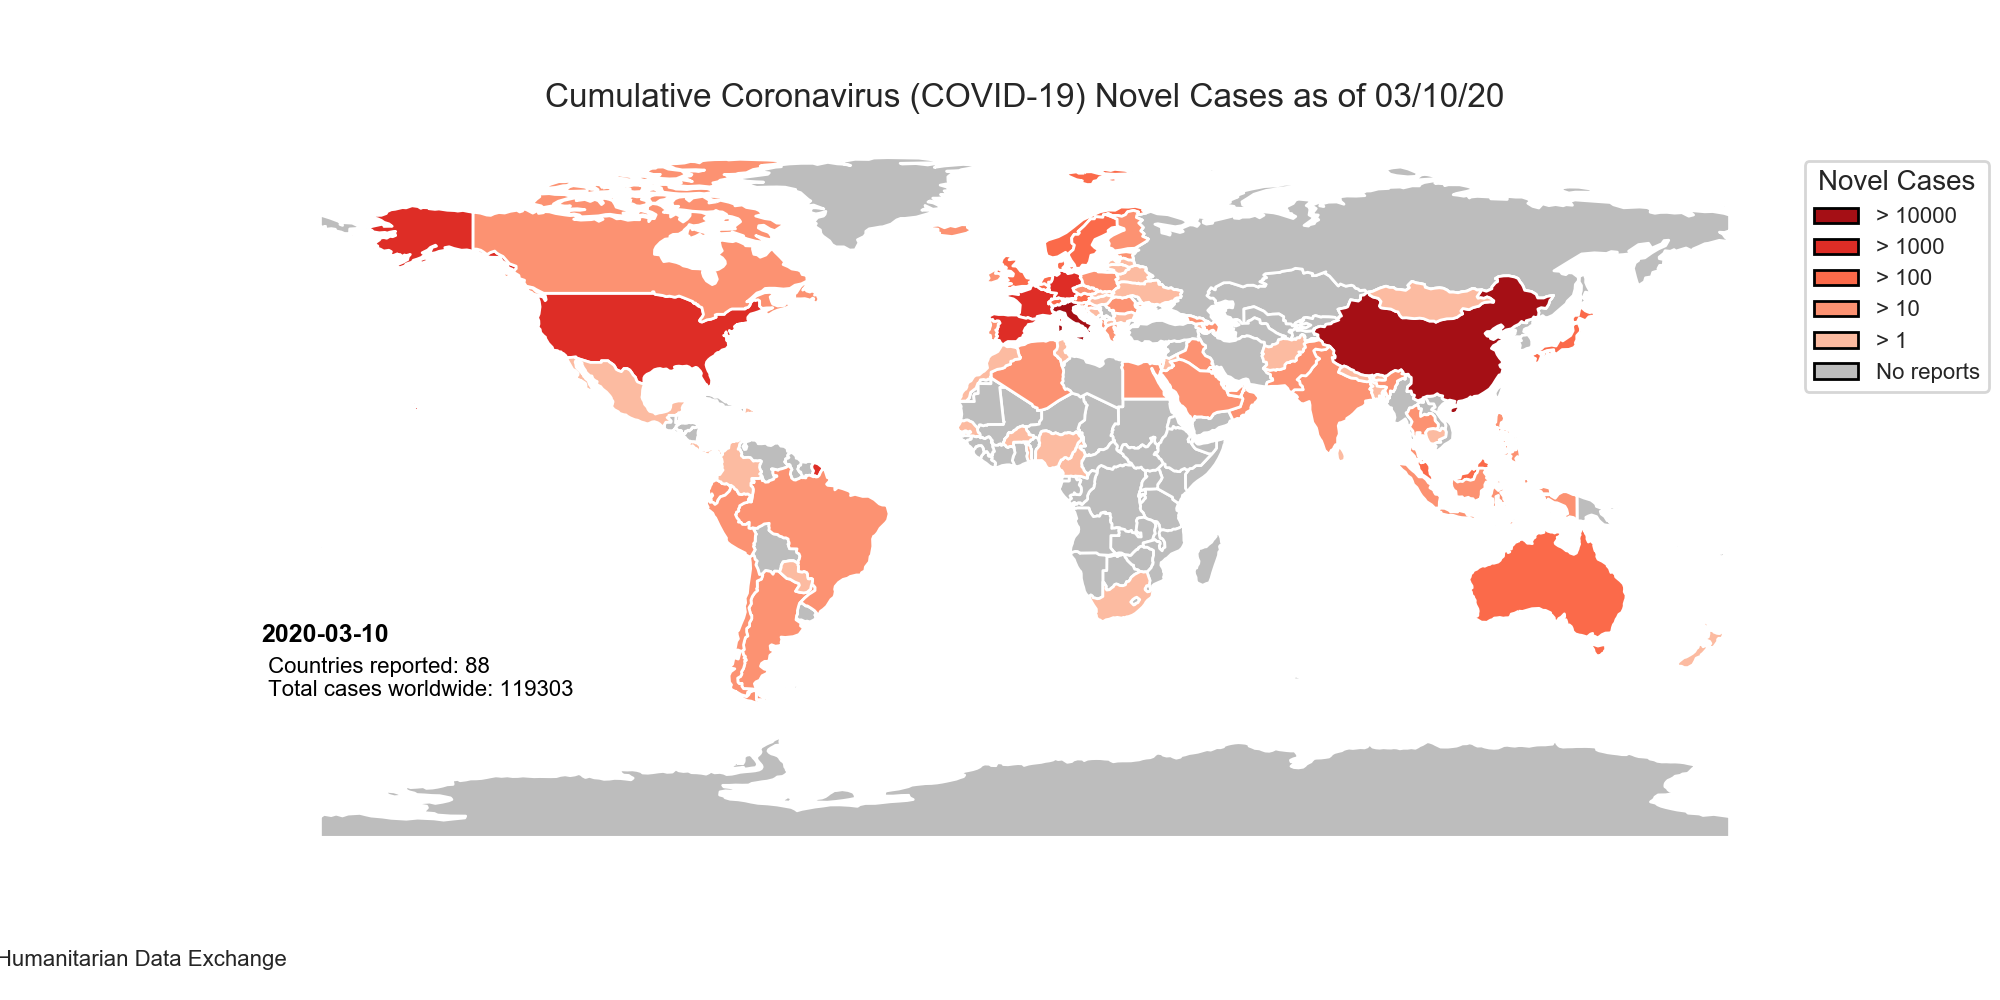 Cumulative Coronavirus (COVID-19) Novel Cases as of 03/10/20
Novel Cases
> 10000
> 1000
> 100
> 10
> 1
No reports
2020-03-10
Countries reported: 88
Total cases worldwide: 119303
Humanitarian Data Exchange